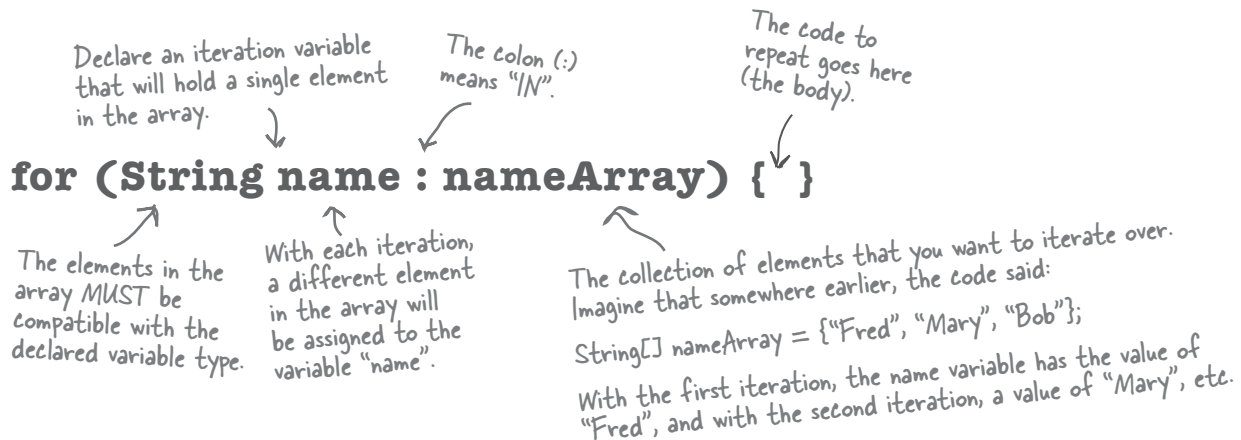 Declare an iteration variable
that will hold a single element
in the array.
The colon (:)
means “IN”.
The code to
repeat goes here
(the body).
for (String name : nameArray) { }
The elements in the
array MUST be
compatible with the
declared variable type.
With each iteration,
a different element
in the array will
be assigned to the
variable “name”.
The collection of elements that you want to iterate over.
Imagine that somewhere earlier, the code said:
String[] nameArray = {“Fred”, “Mary”, “Bob”};
With the first iteration, the name variable has the value of
“Fred”, and with the second iteration, a value of “Mary”, etc.